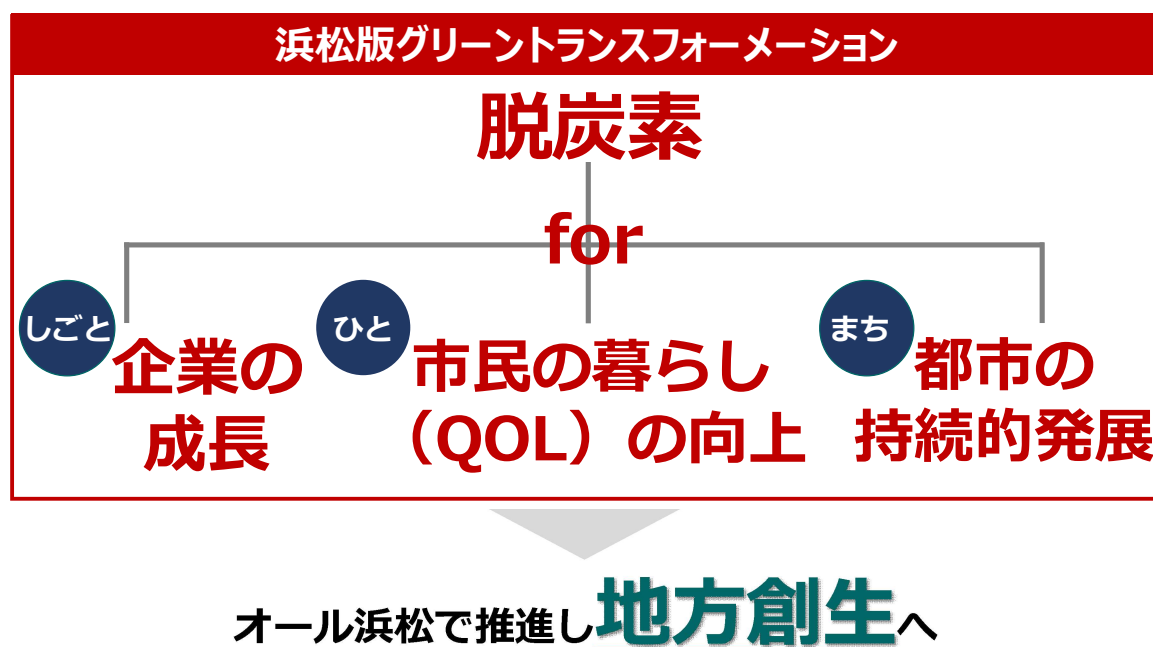 浜松版グリーントランスフォーメーション
脱炭素
for
しごと
企業の
成長
ひと
市民の暮らし
（QOL）の向上
まち
都市の
持続的発展
オール浜松で推進し地方創生へ